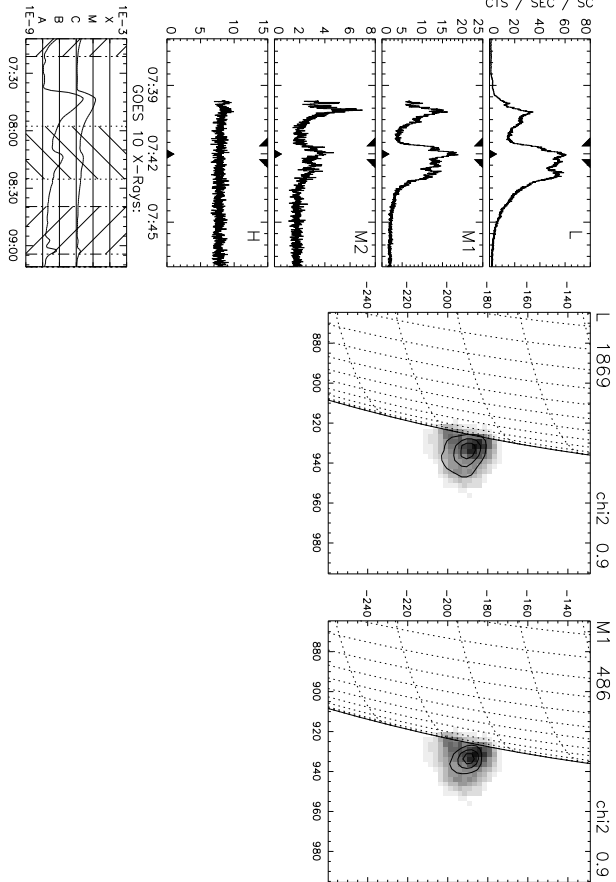 CTS / SEC / SC
80
60
40
20
0
L
25
20
15
10
5
0
M1
8
6
4
2
0
M2
15
10
5
0
H
07:39 07:42 07:45
GOES 10 X-Rays:
1E-3
X
M
C
B
A
1E-9
07:30 08:00 08:30 09:00
L 1869 chi2 0.9
-140
-160
-180
-200
-220
-240
880 900 920 940 960 980
M1 486 chi2 0.9
-140
-160
-180
-200
-220
-240
880 900 920 940 960 980